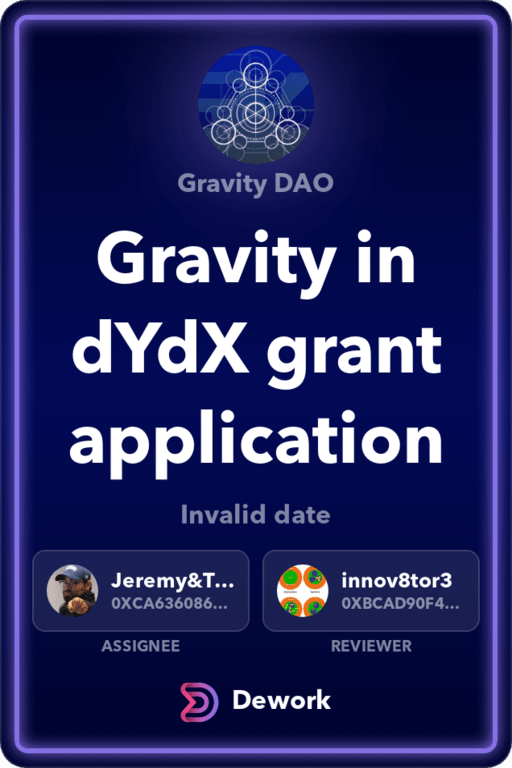 Gravity DAO
Gravity in
dYdX grant
application
Invalid date
Jeremy&T...
0XCA636086...
ASSIGNEE
innov8tor3
0XBCAD90F4...
REVIEWER
Dework